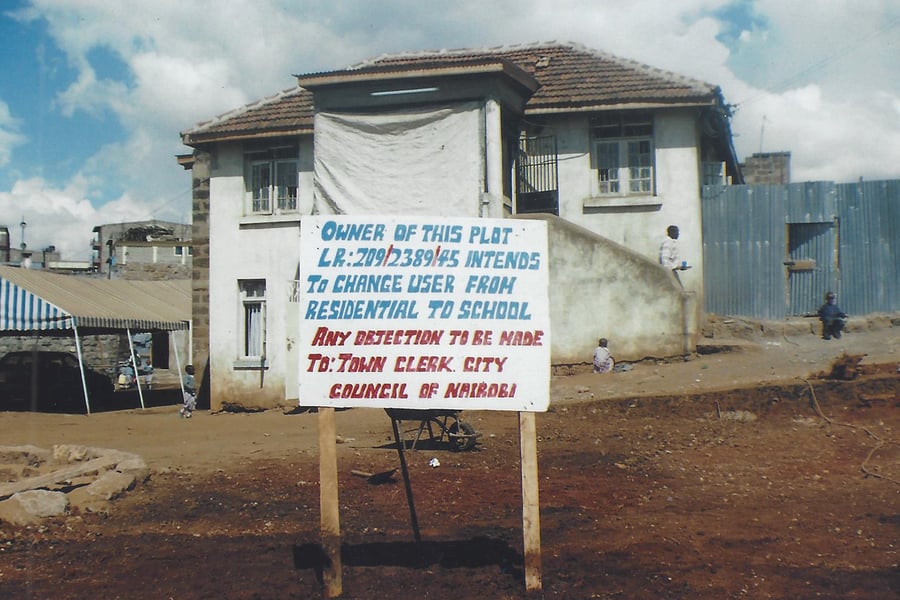 OWNER OF THIS PLOT
LR:209/2389/45 INTENDS
TO CHANGE USER FROM
RESIDENTIAL TO SCHOOL
ANY OBJECTION TO BE MADE
TO: TOWN CLERK. CITY
COUNCIL OF NAIROBI